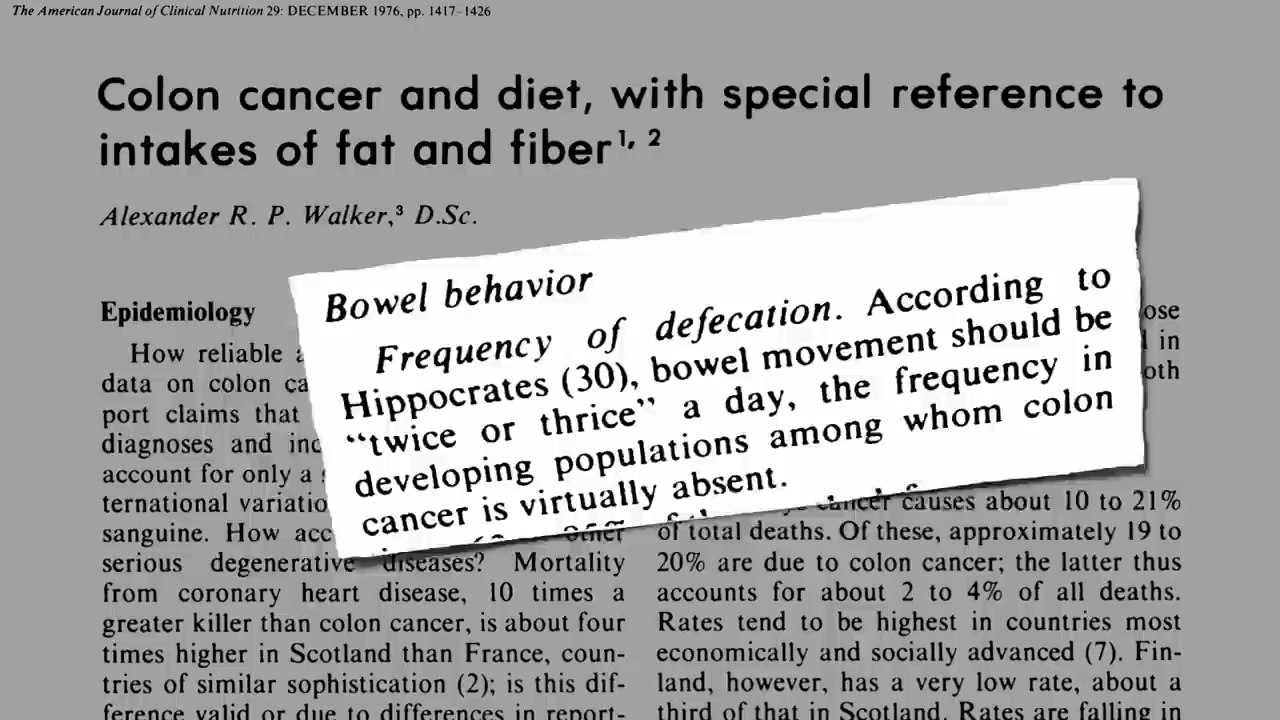 The American Journal of Clinical Nutrition 29: DECEMBER 1976, pp. 1417–1426
Colon cancer and diet, with special reference to
intakes of fat and fiber1, 2
Alexander R. P. Walker,3 D.Sc.
Bowel behavior
Frequency of defecation. According to
Hippocrates (30), bowel movement should be
“twice or thrice” a day, the frequency in
developing populations among whom colon
cancer is virtually absent.
Epidemiology
How reliable
data on colon
port claims that
diagnoses and
account for only a
ternational
sanguine. How
serious degenerative diseases? Mortality
from coronary heart disease, 10 times a
greater killer than colon cancer, is about four
times higher in Scotland than France, coun-
tries of similar sophistication (2); is this dif-
ference valid or due to differences in report-
in
cancer causes about 10 to 21%
of total deaths. Of these, approximately 19 to
20% are due to colon cancer; the latter thus
accounts for about 2 to 4% of all deaths.
Rates tend to be highest in countries most
economically and socially advanced (7). Fin-
land, however, has a very low rate, about a
third of that in Scotland. Rates are falling in